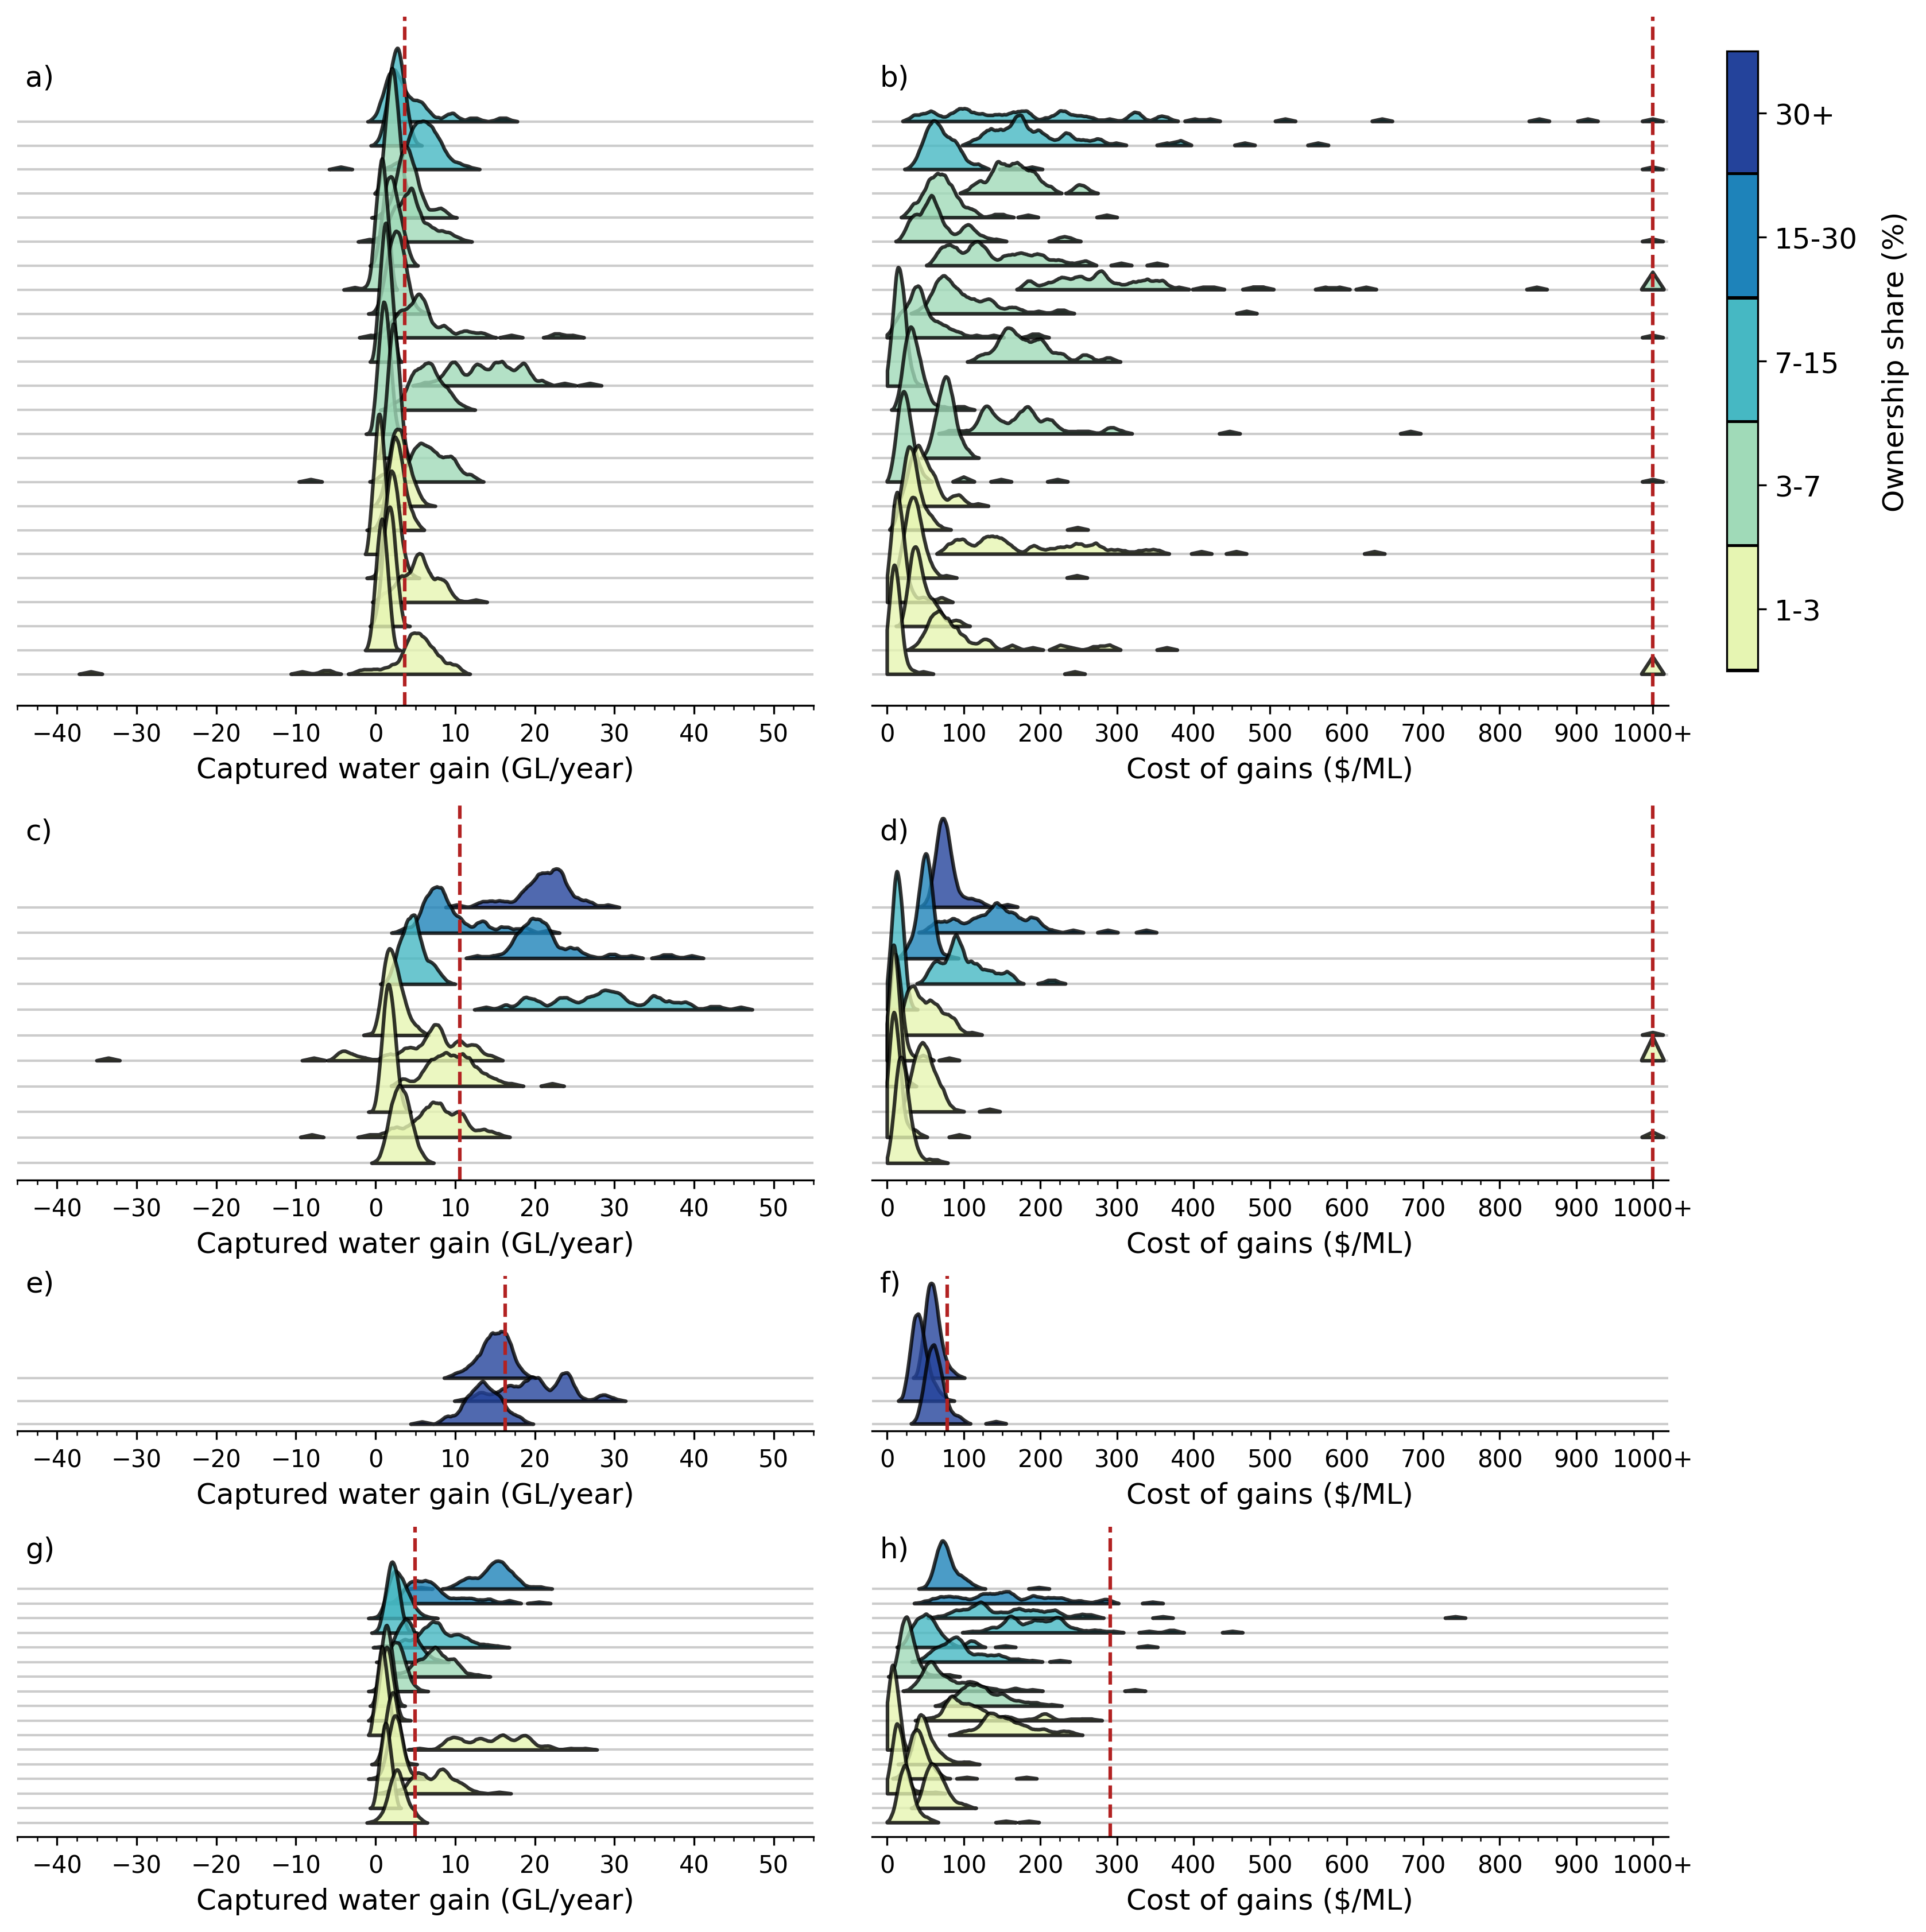 a)
b)
30+
15-30
7-15
3-7
1-3
Ownership share (%)
−40 −30 −20 −10 0 10 20 30 40 50
Captured water gain (GL/year)
0 100 200 300 400 500 600 700 800 900 1000+
Cost of gains ($/ML)
c)
d)
−40 −30 −20 −10 0 10 20 30 40 50
Captured water gain (GL/year)
0 100 200 300 400 500 600 700 800 900 1000+
Cost of gains ($/ML)
e)
f)
−40 −30 −20 −10 0 10 20 30 40 50
Captured water gain (GL/year)
0 100 200 300 400 500 600 700 800 900 1000+
Cost of gains ($/ML)
g)
h)
−40 −30 −20 −10 0 10 20 30 40 50
Captured water gain (GL/year)
0 100 200 300 400 500 600 700 800 900 1000+
Cost of gains ($/ML)